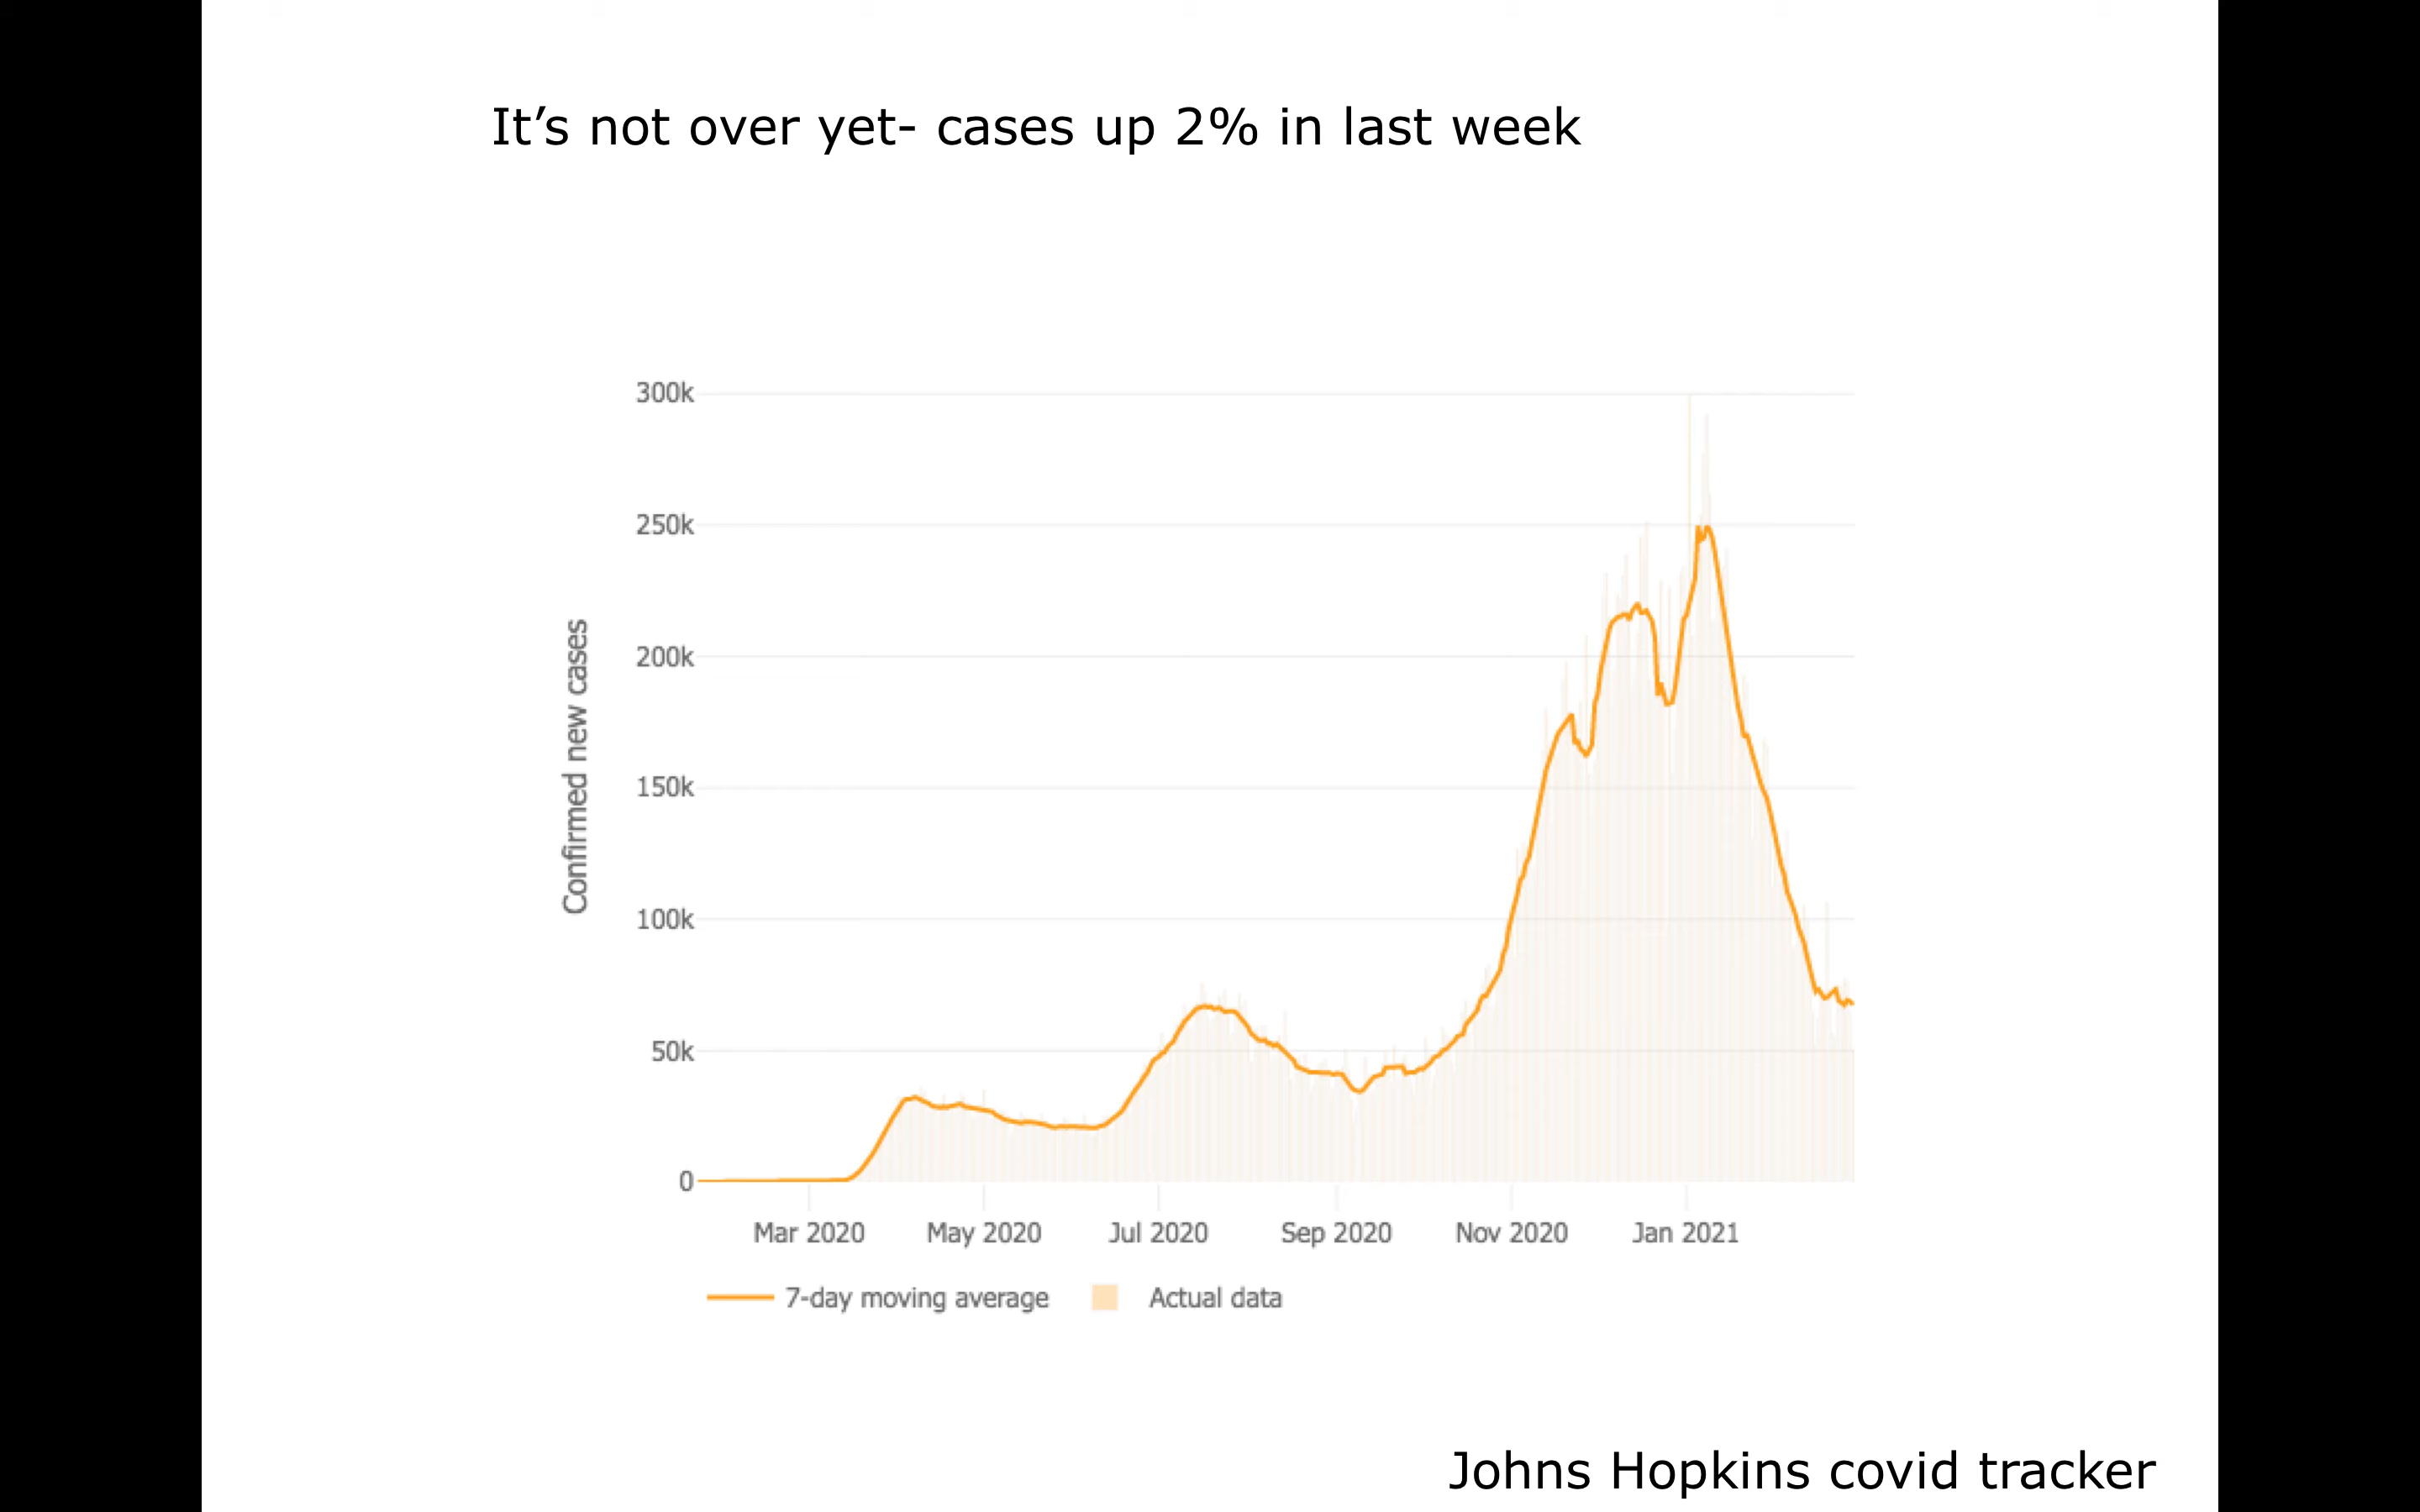 It’s not over yet- cases up 2% in last week
300k
250k
200k
150k
100k
50k
0
Confirmed new cases
Mar 2020 May 2020 Jul 2020 Sep 2020 Nov 2020 Jan 2021
7-day moving average Actual data
Johns Hopkins covid tracker